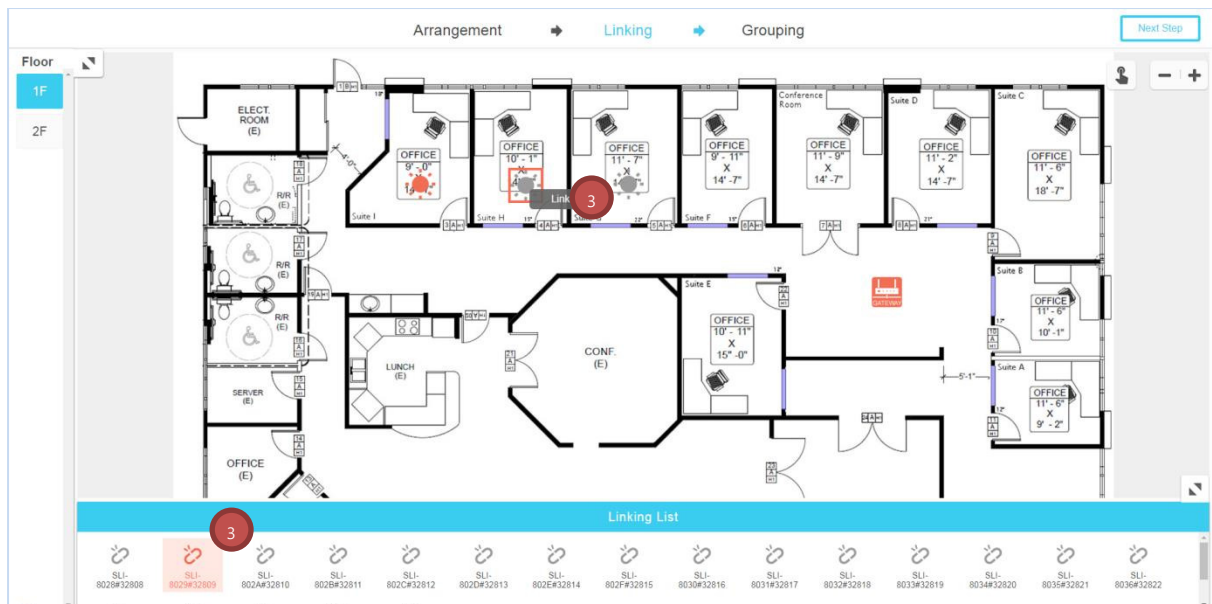 Arrangement Linking Grouping
Next Step
Floor
1F
2F
ELECT.
ROOM
(E)
OFFICE
9' - 0"
Suite I
OFFICE
10' - 1"
X
Suite H
Link
3
OFFICE
11' - 7"
X
OFFICE
9' - 11"
X
14' -7"
Suite F
Conference
Room
OFFICE
11' - 9"
X
14' -7"
Suite D
OFFICE
11' - 2"
X
14' -7"
Suite C
OFFICE
11' - 6"
X
18' -7"
4'-0"
R/R
(E)
R/R
(E)
R/R
(E)
SERVER
(E)
OFFICE
(E)
LUNCH
(E)
CONF.
(E)
Suite E
OFFICE
10' - 11"
X
15" -0"
GATEWAY
Suite B
OFFICE
11' - 6"
X
10' -1"
5'-1"
Suite A
OFFICE
11' - 6"
X
9' - 2"
Linking List
3
SLI-
8028#32808
SLI-
8029#32809
SLI-
802A#32810
SLI-
802B#32811
SLI-
802C#32812
SLI-
802D#32813
SLI-
802E#32814
SLI-
802F#32815
SLI-
8030#32816
SLI-
8031#32817
SLI-
8032#32818
SLI-
8033#32819
SLI-
8034#32820
SLI-
8035#32821
SLI-
8036#32822